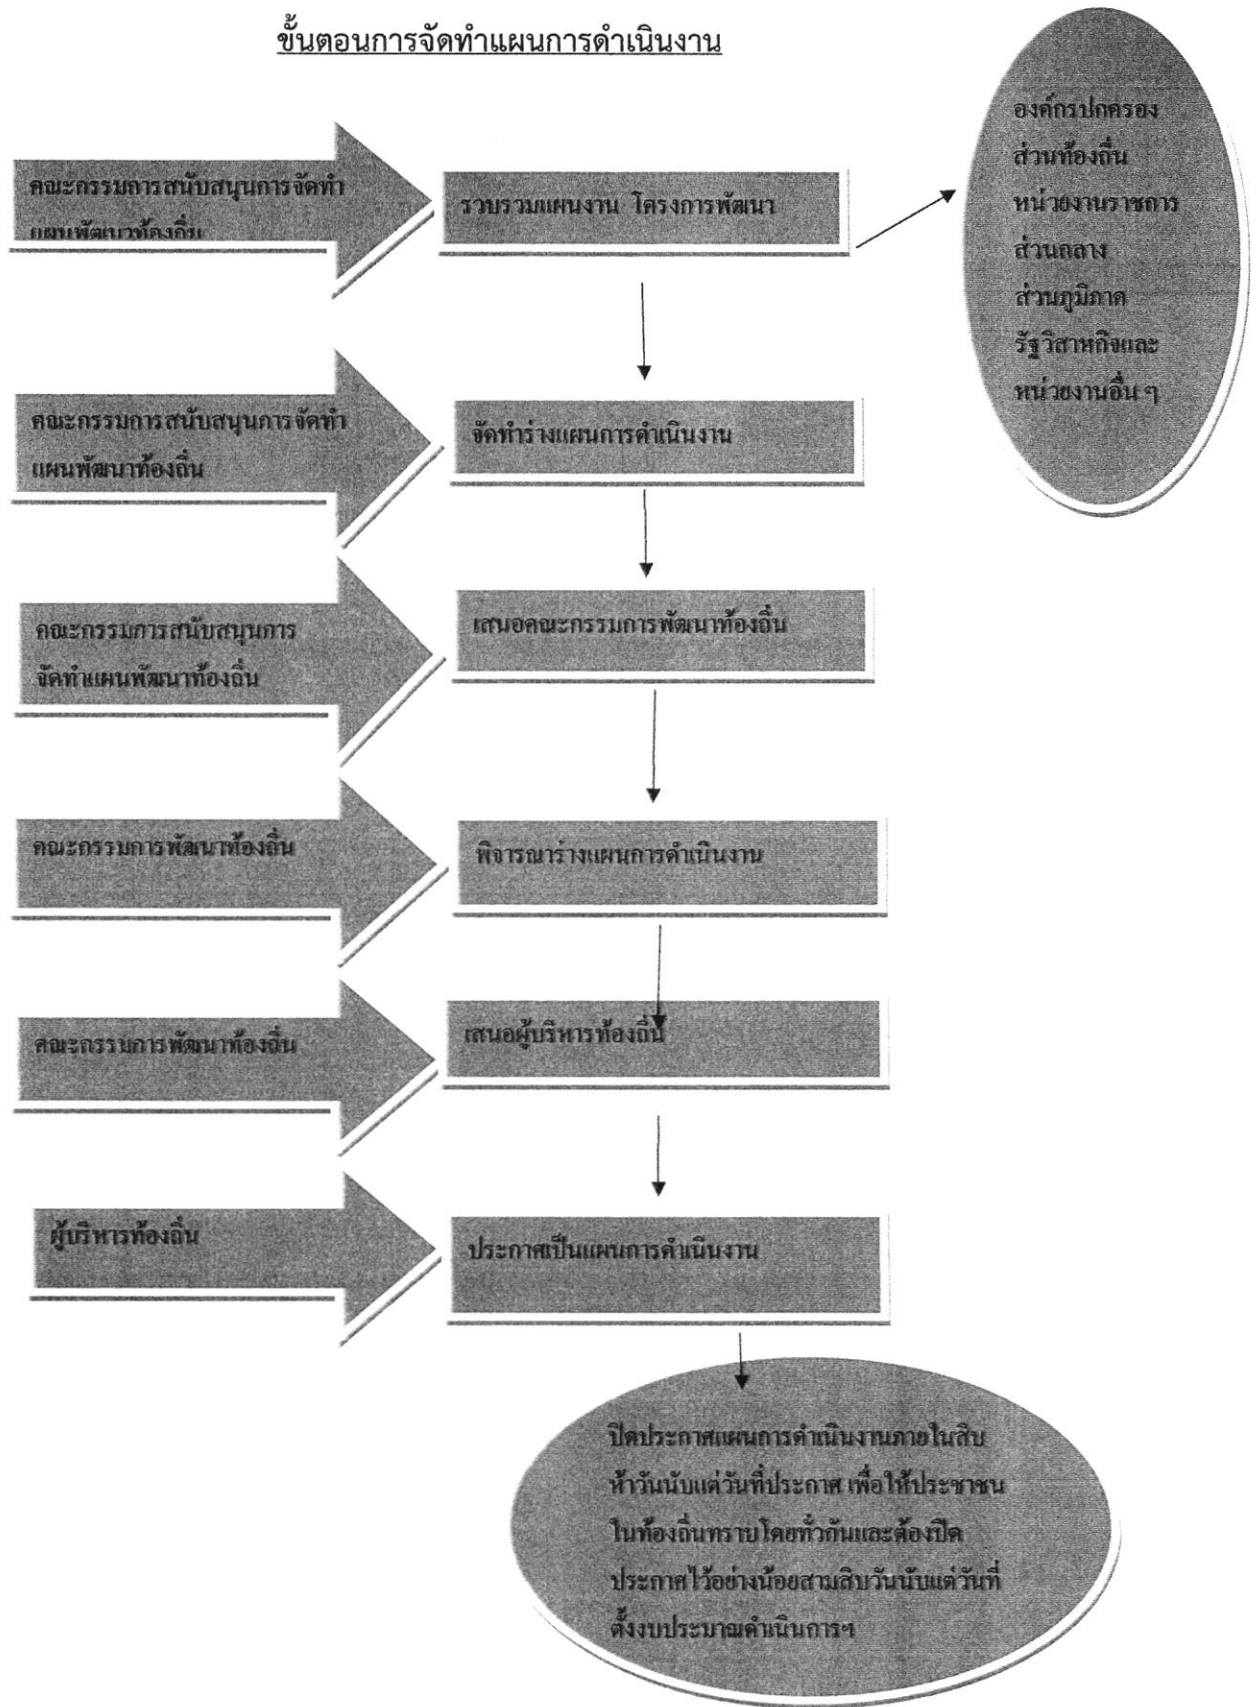 ขั้นตอนการจัดทำแผนการดำเนินงาน
คณะกรรมการสนับสนุนการจัดทำ
แผนพัฒนาท้องถิ่น
รวบรวมแผนงาน โครงการพัฒนา
องค์กรปกครอง
ส่วนท้องถิ่น
หน่วยงานราชการ
ส่วนกลาง
ส่วนภูมิภาค
รัฐวิสาหกิจและ
หน่วยงานอื่น ๆ
คณะกรรมการสนับสนุนการจัดทำ
แผนพัฒนาท้องถิ่น
จัดทำร่างแผนการดำเนินงาน
คณะกรรมการสนับสนุนการ
จัดทำแผนพัฒนาท้องถิ่น
เสนอคณะกรรมการพัฒนาท้องถิ่น
คณะกรรมการพัฒนาท้องถิ่น
พิจารณาร่างแผนการดำเนินงาน
คณะกรรมการพัฒนาท้องถิ่น
เสนอผู้บริหารท้องถิ่น
ผู้บริหารท้องถิ่น
ประกาศเป็นแผนการดำเนินงาน
ปิดประกาศแผนการดำเนินงานภายในสิบ
ห้าวันนับแต่วันที่ประกาศ เพื่อให้ประชาชน
ในท้องถิ่นทราบโดยทั่วกันและต้องปิด
ประกาศไว้อย่างน้อยสามสิบวันนับแต่วันที่
ตั้งงบประมาณดำเนินการฯ